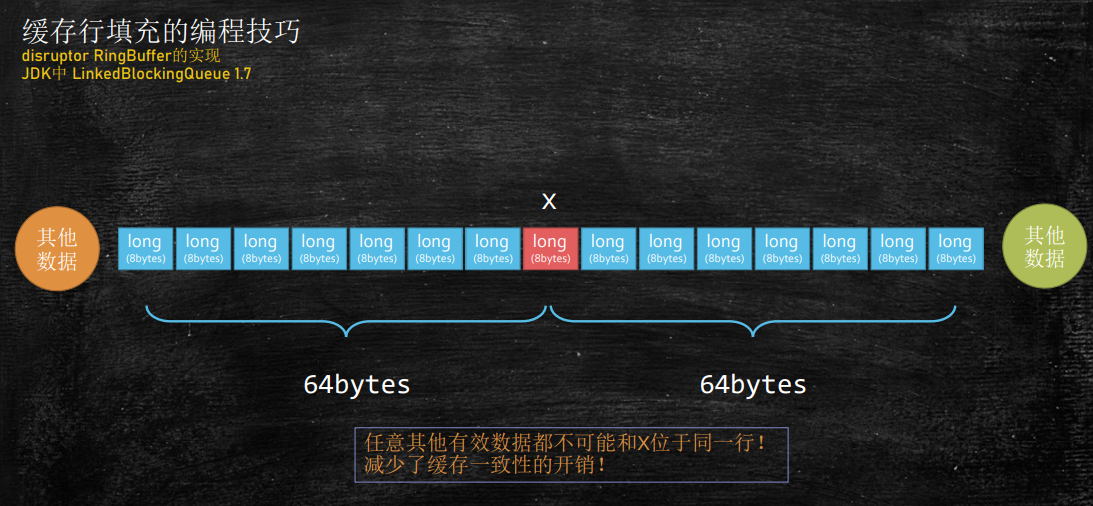 缓存行填充的编程技巧
disruptor RingBuffer的实现
JDK中 LinkedBlockingQueue 1.7
X
其他
数据
long long long long long long long long long long long long long long long
(8bytes) (8bytes) (8bytes) (8bytes) (8bytes) (8bytes) (8bytes) (8bytes) (8bytes) (8bytes) (8bytes) (8bytes) (8bytes) (8bytes) (8bytes)
其他
数据
64bytes 64bytes
任意其他有效数据都不可能和X位于同一行！
减少了缓存一致性的开销！